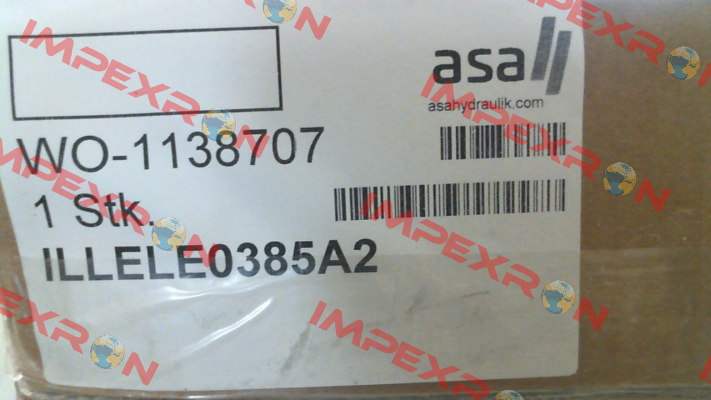 IMPEXRON
IMPEXRON
asa
asahydraulik.com
WO-1138707
IMPEXRON
1 Stk.
IMPEXRON
ILLELE0385A2
IMPEXRON
IMPEXRON